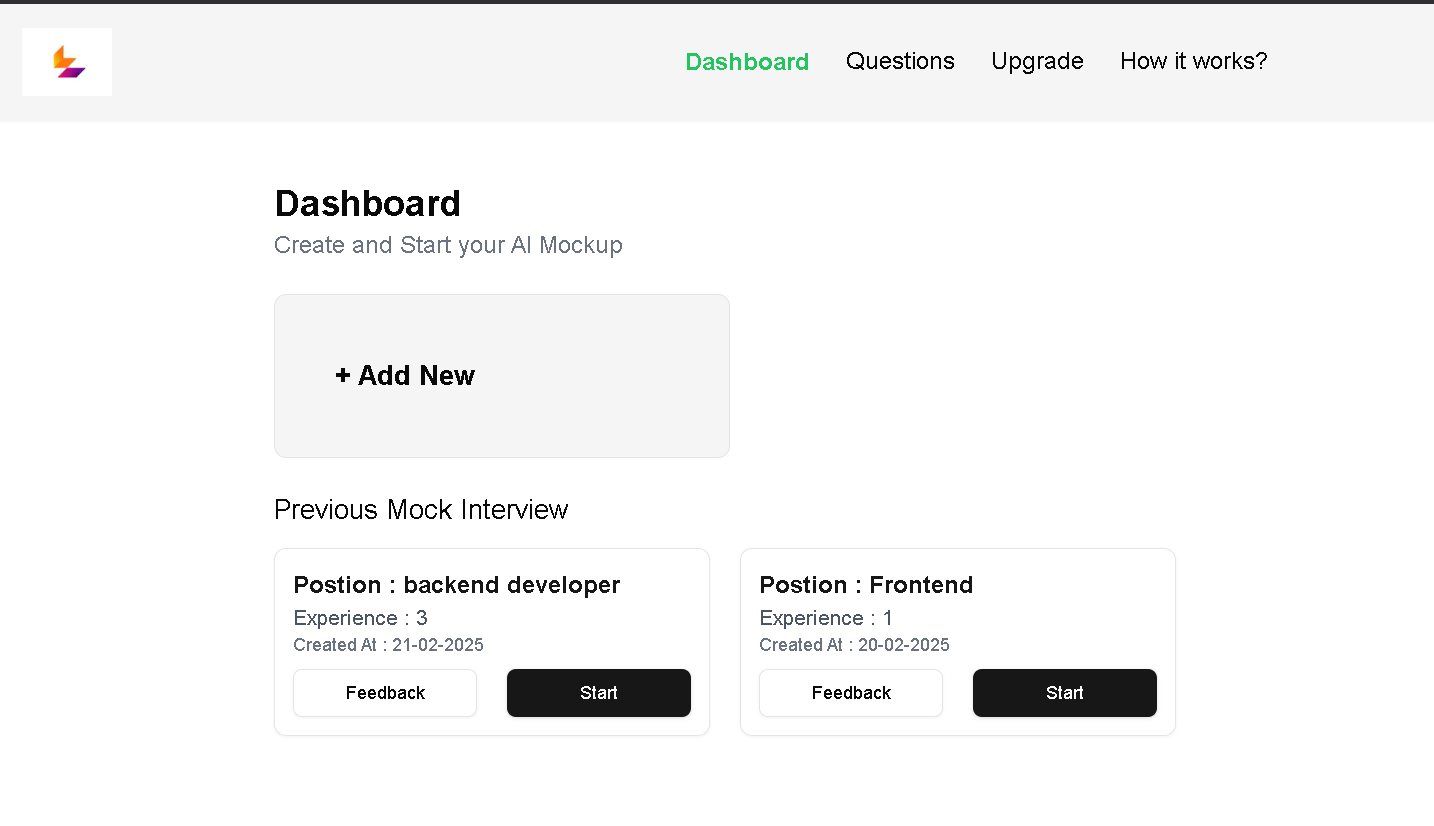 Dashboard Questions Upgrade How it works?
Dashboard
Create and Start your AI Mockup
+ Add New
Previous Mock Interview
Postion : backend developer
Experience : 3
Created At : 21-02-2025
Feedback Start
Postion : Frontend
Experience : 1
Created At : 20-02-2025
Feedback Start